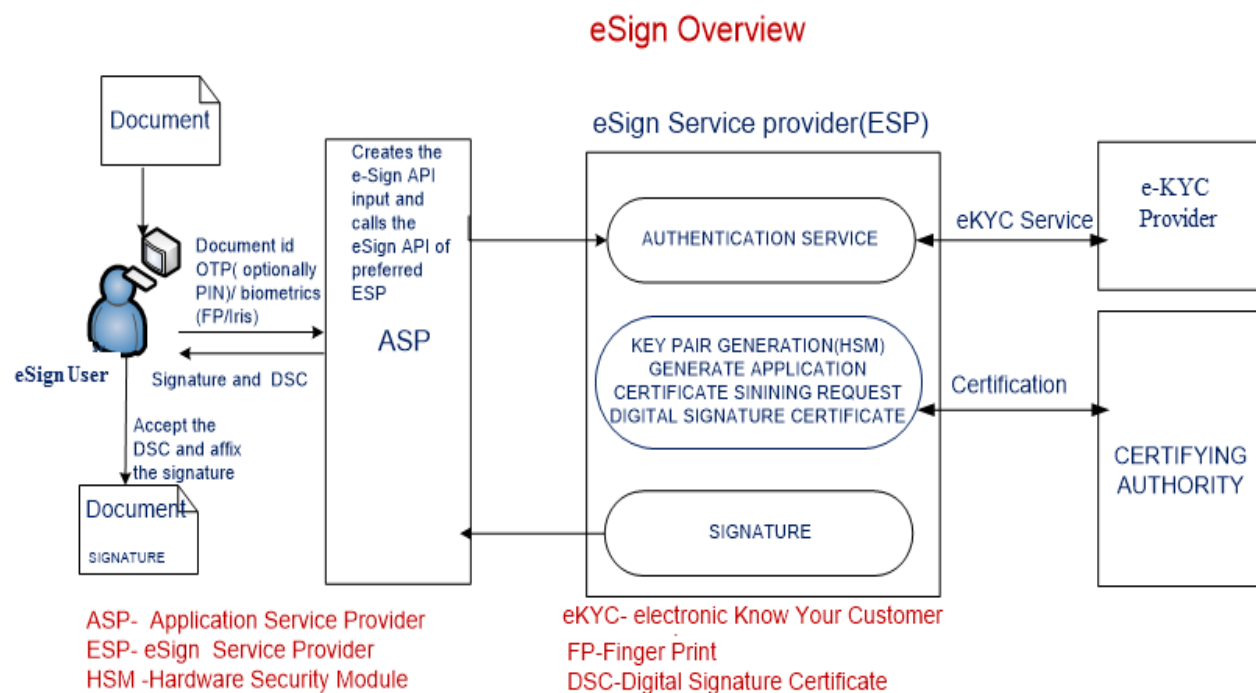 eSign Overview
Document
Document id
OTP( optionally
PIN)/ biometrics
(FP/Iris)
eSign User
Signature and DSC
Accept the
DSC and affix
the signature
Document
SIGNATURE
Creates the
e-Sign API
input and
calls the
eSign API of
preferred
ESP
ASP
eSign Service provider(ESP)
AUTHENTICATION SERVICE
KEY PAIR GENERATION(HSM)
GENERATE APPLICATION
CERTIFICATE SINING REQUEST
DIGITAL SIGNATURE CERTIFICATE
SIGNATURE
eKYC Service
e-KYC
Provider
Certification
CERTIFYING
AUTHORITY
ASP- Application Service Provider
ESP- eSign Service Provider
HSM -Hardware Security Module
eKYC- electronic Know Your Customer
FP-Finger Print
DSC-Digital Signature Certificate